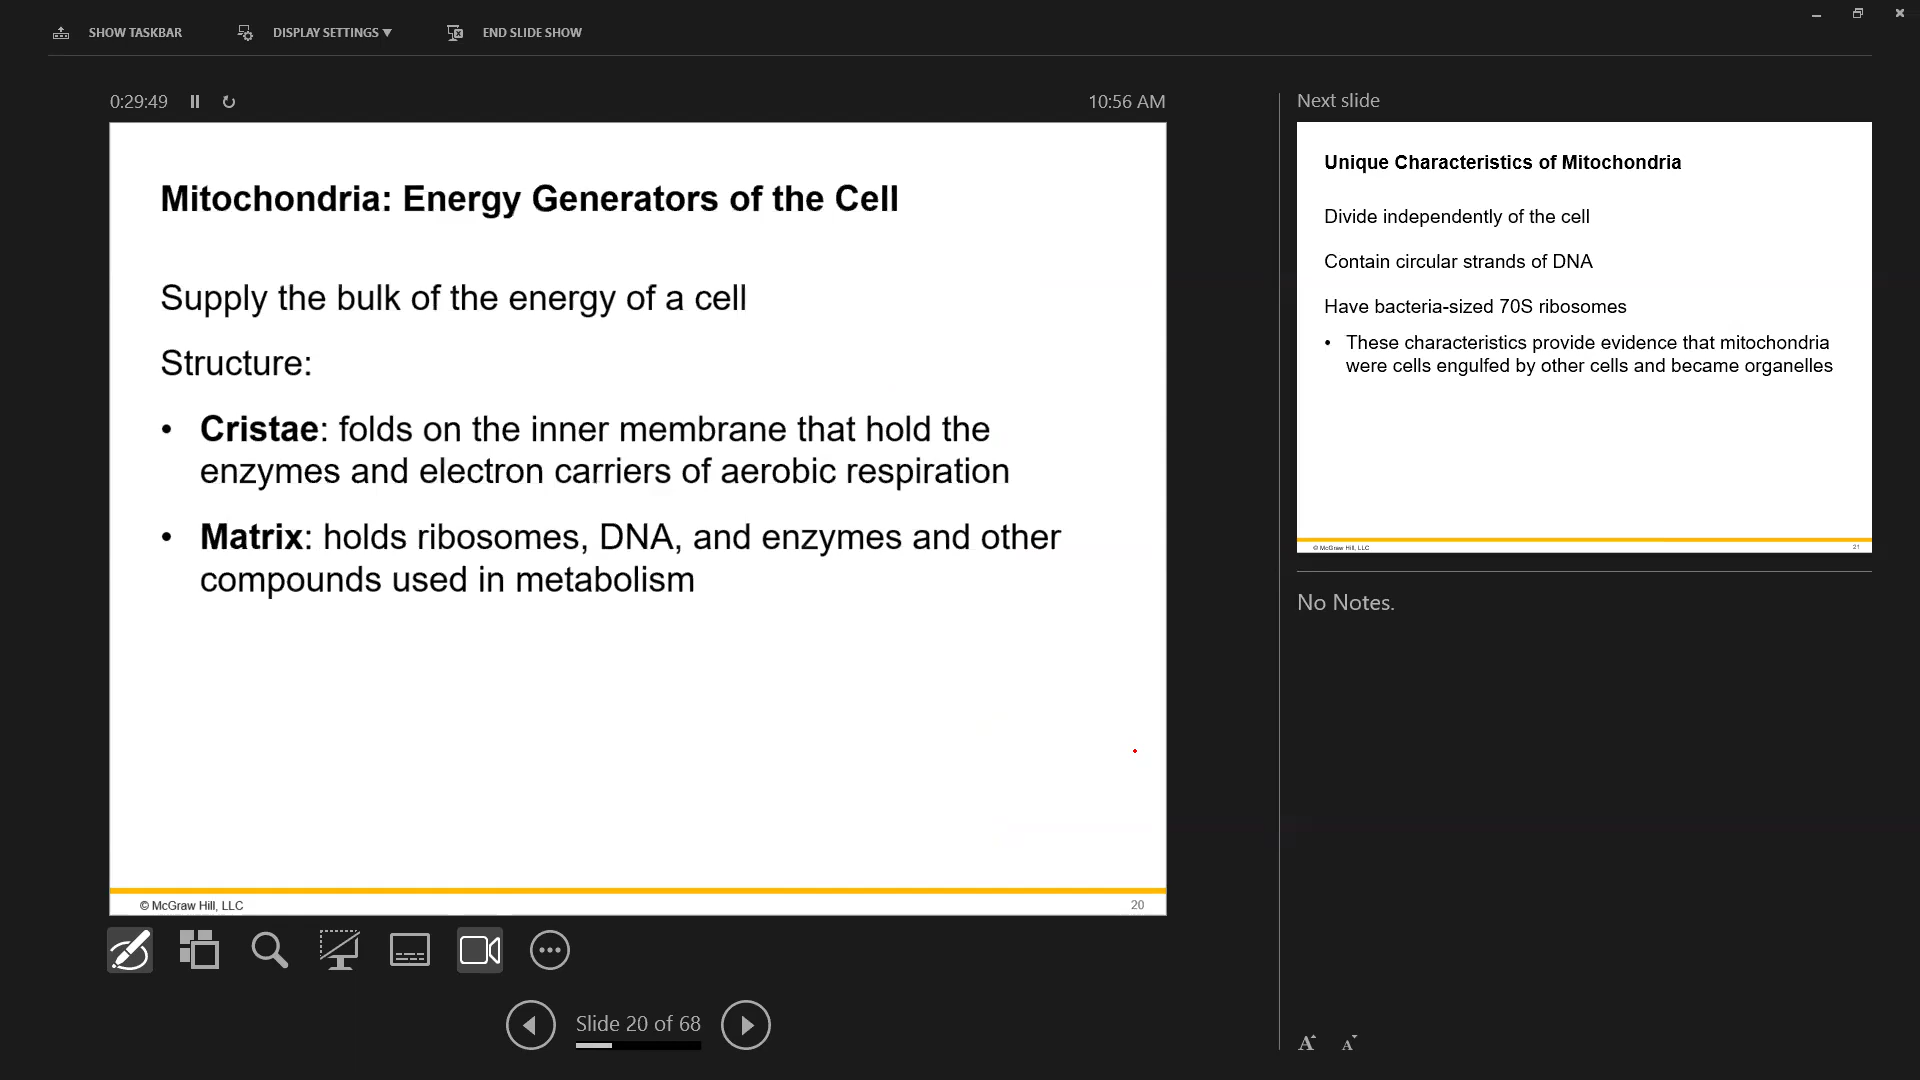 SHOW TASKBAR
DISPLAY SETTINGS ▼
END SLIDE SHOW
0:29:49
10:56 AM
Mitochondria: Energy Generators of the Cell
Supply the bulk of the energy of a cell
Structure:
• Cristae: folds on the inner membrane that hold the
enzymes and electron carriers of aerobic respiration
• Matrix: holds ribosomes, DNA, and enzymes and other
compounds used in metabolism
© McGraw Hill, LLC
20
Slide 20 of 68
Next slide
Unique Characteristics of Mitochondria
Divide independently of the cell
Contain circular strands of DNA
Have bacteria-sized 70S ribosomes
• These characteristics provide evidence that mitochondria
were cells engulfed by other cells and became organelles
© McGraw Hill, LLC
21
No Notes.
A
A